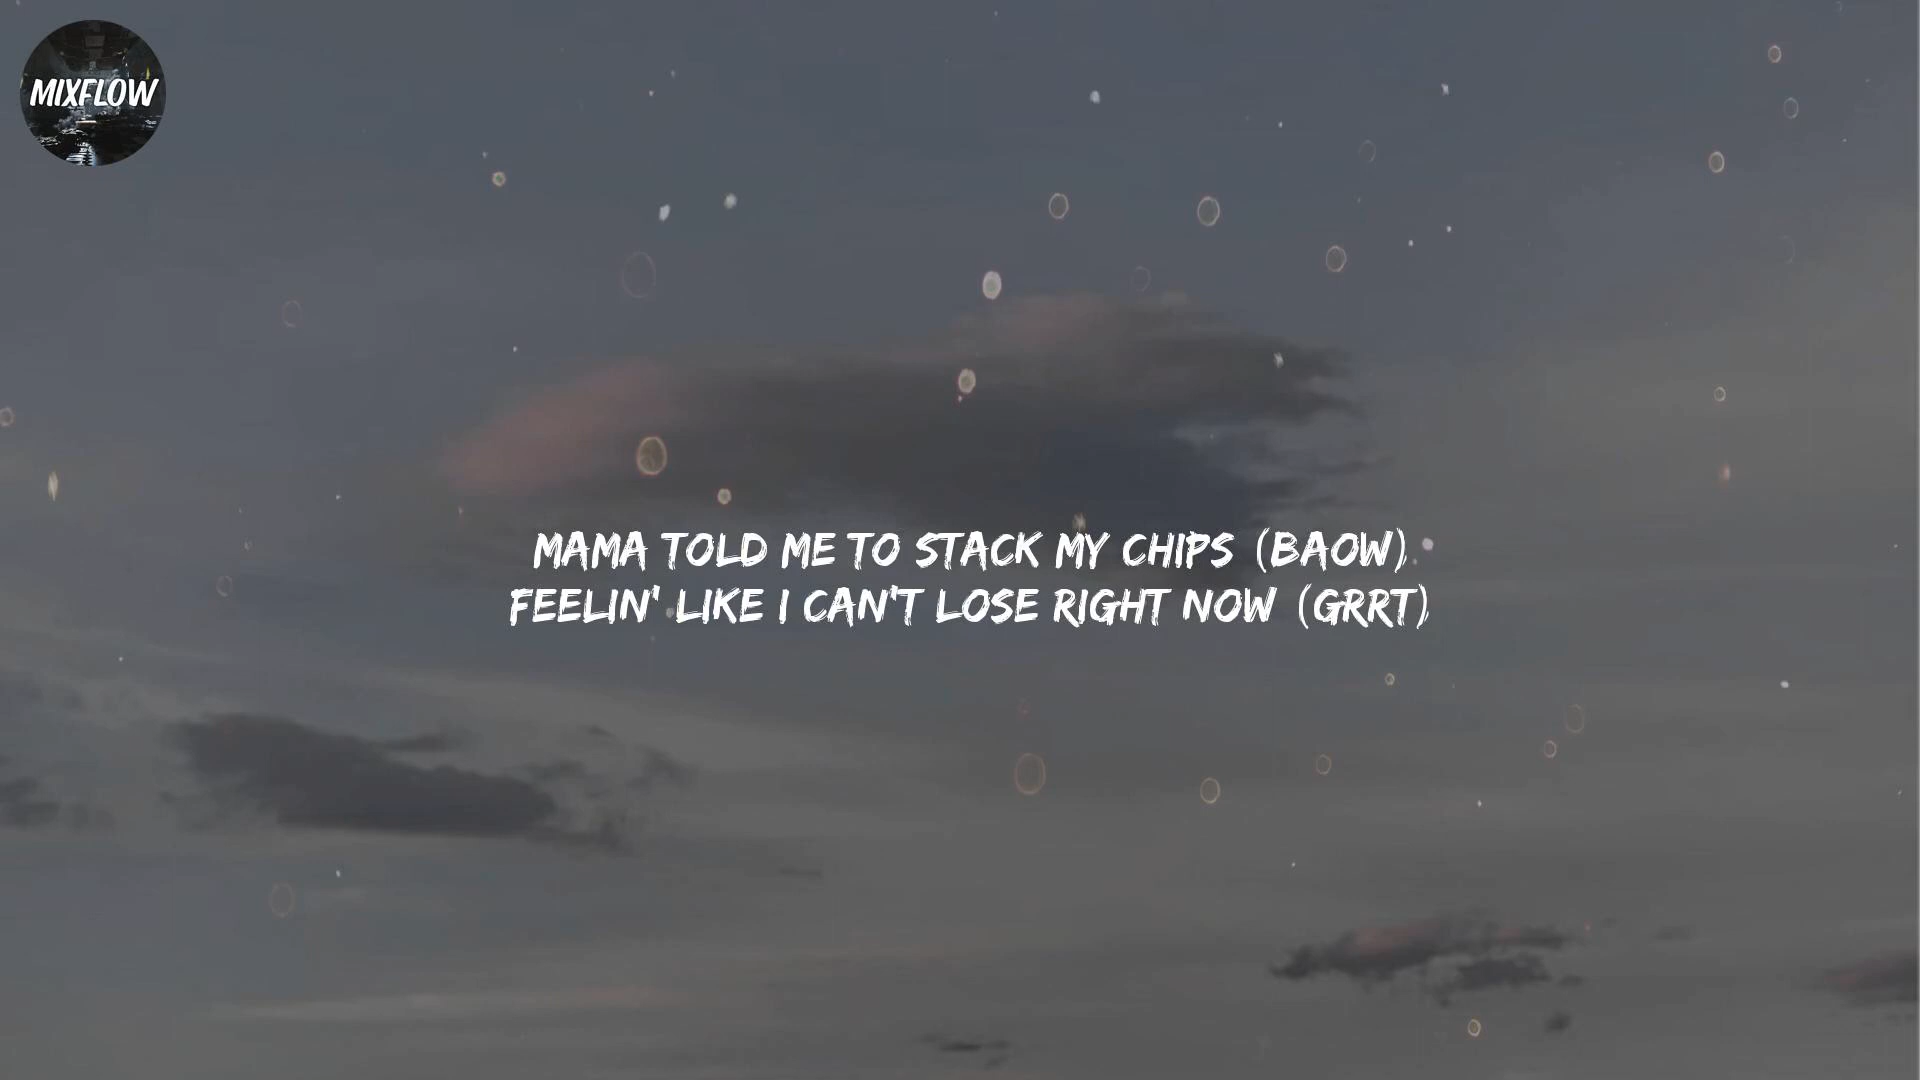 MIXFLOW
MAMA TOLD ME TO STACK MY CHIPS (BAOW)
FEELIN' LIKE I CAN'T LOSE RIGHT NOW (GRRT)